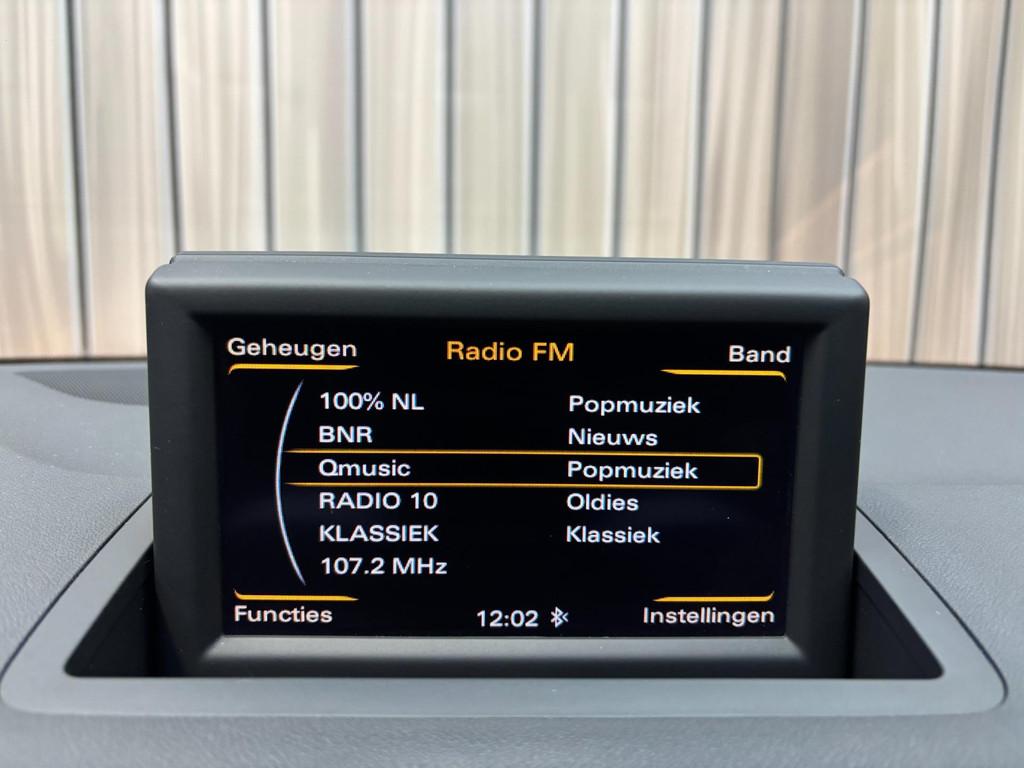 Geheugen Radio FM Band
100% NL Popmuziek
BNR Nieuws
Qmusic Popmuziek
RADIO 10 Oldies
KLASSIEK Klassiek
107.2 MHz
Functies 12:02 Instellingen